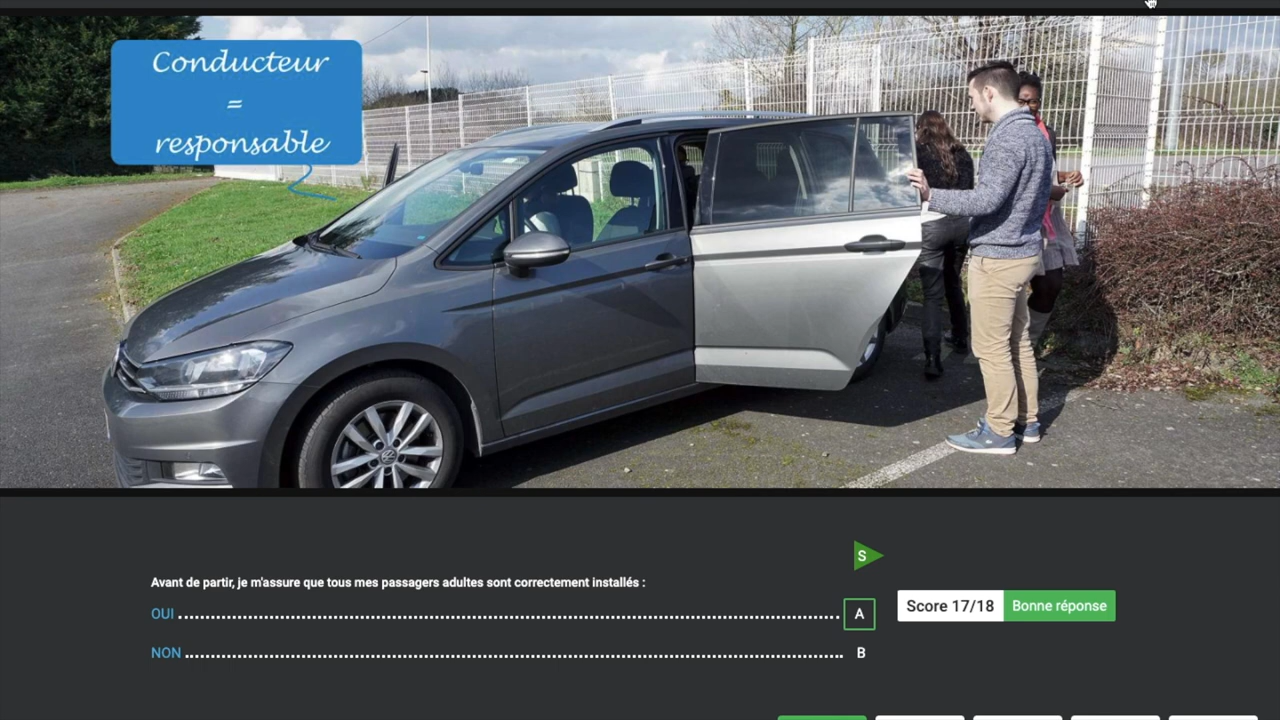 Conducteur
=
responsable
S
Avant de partir, je m'assure que tous mes passagers adultes sont correctement installés :
OUI ........................................ A
NON ........................................ B
Score 17/18 Bonne réponse